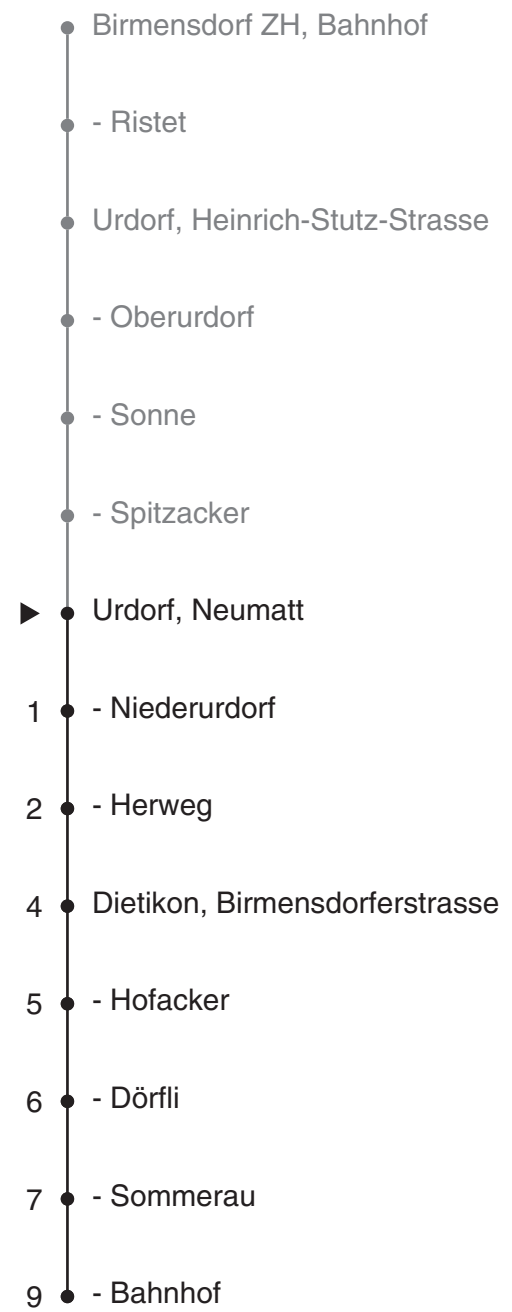 Birmensdorf ZH, Bahnhof
- Ristet
Urdorf, Heinrich-Stutz-Strasse
- Oberurdorf
- Sonne
- Spitzacker
Urdorf, Neumatt
1 - Niederurdorf
2 - Herweg
4 Dietikon, Birmensdorferstrasse
5 - Hofacker
6 - Dörfli
7 - Sommerau
9 - Bahnhof